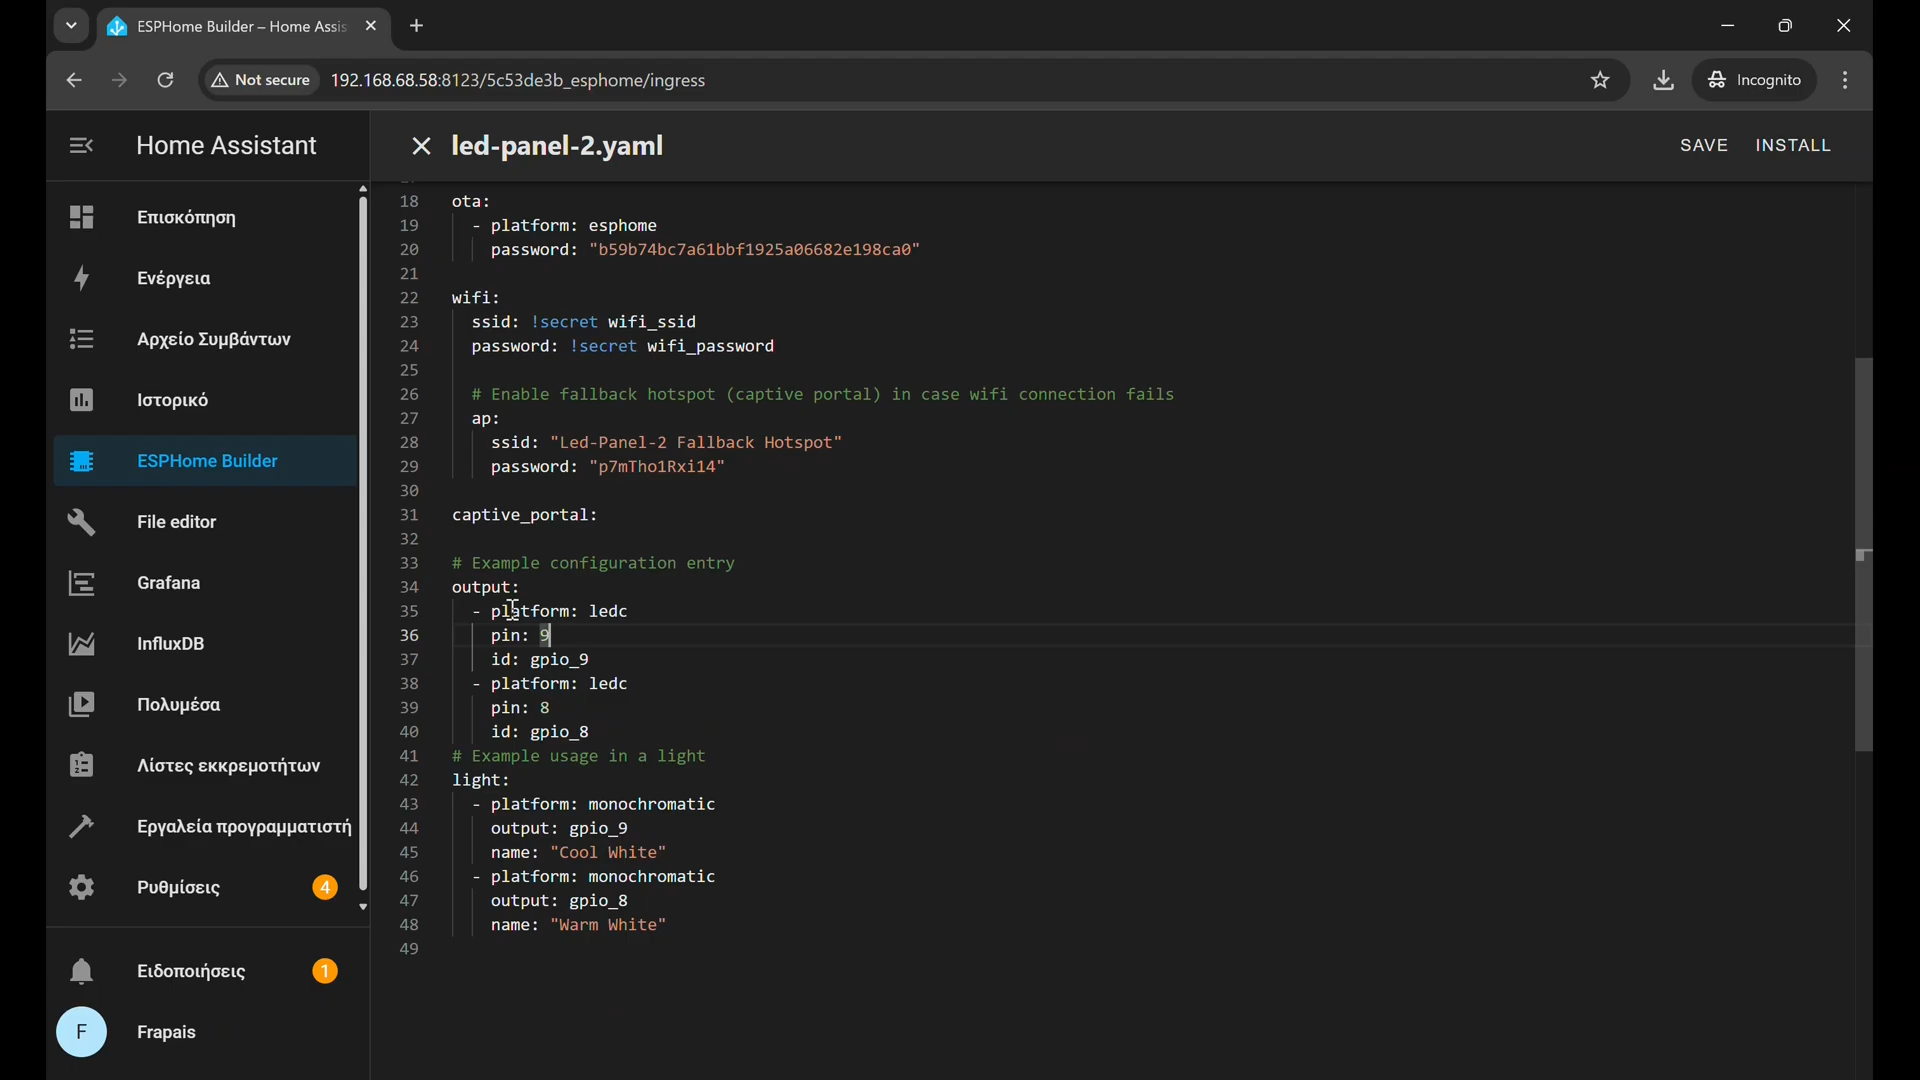 ESPHome Builder – Home Assis
Not secure
192.168.68.58:8123/5c53de3b_esphome/ingress
Incognito
Home Assistant
led-panel-2.yaml
SAVE
INSTALL
Επισκόπηση
Ενέργεια
Αρχείο Συμβάντων
Ιστορικό
ESPHome Builder
File editor
Grafana
InfluxDB
Πολυμέσα
Λίστες εκκρεμοτήτων
Εργαλεία προγραμματιστή
Ρυθμίσεις 4
Ειδοποιήσεις 1
F Frapais
18 ota:
19 - platform: esphome
20 password: "b59b74bc7a61bbf1925a06682e198ca0"
21
22 wifi:
23 ssid: !secret wifi_ssid
24 password: !secret wifi_password
25
26 # Enable fallback hotspot (captive portal) in case wifi connection fails
27 ap:
28 ssid: "Led-Panel-2 Fallback Hotspot"
29 password: "p7mTho1Rxi14"
30
31 captive_portal:
32
33 # Example configuration entry
34 output:
35 - platform: ledc
36 pin: 9
37 id: gpio_9
38 - platform: ledc
39 pin: 8
40 id: gpio_8
41 # Example usage in a light
42 light:
43 - platform: monochromatic
44 output: gpio_9
45 name: "Cool White"
46 - platform: monochromatic
47 output: gpio_8
48 name: "Warm White"
49